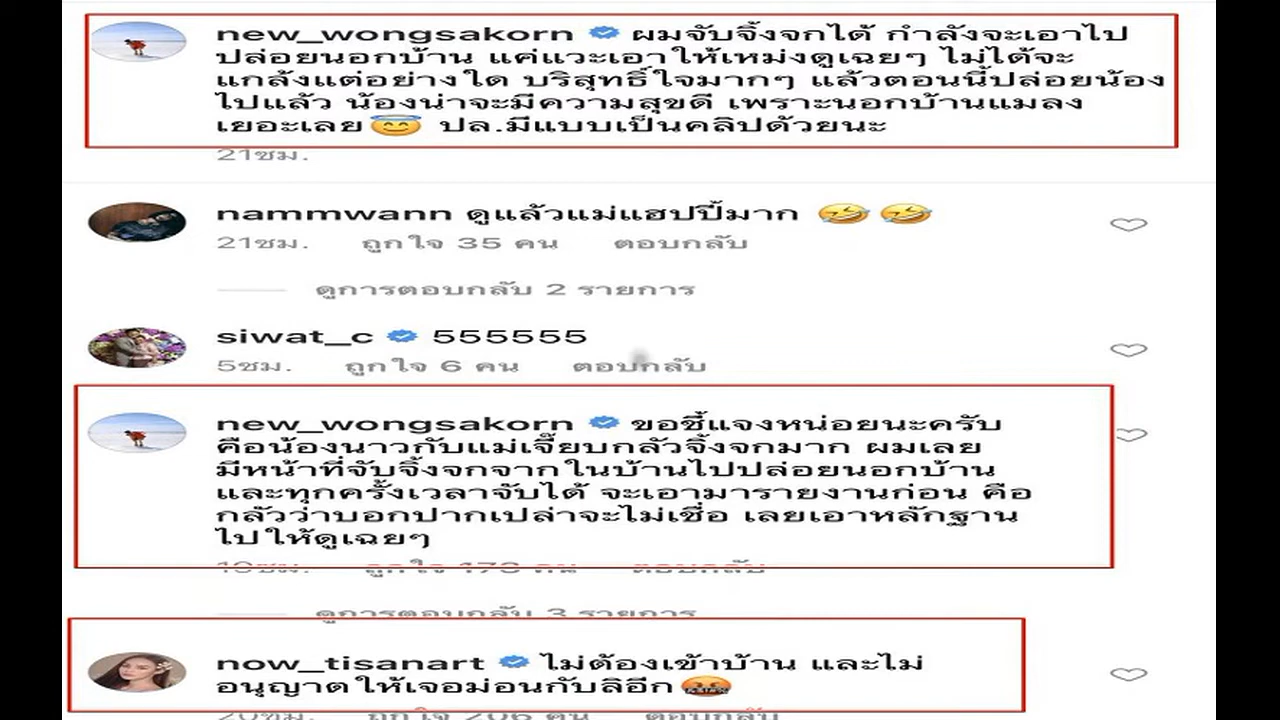 new_wongsakorn ผมจับจิ้งจกได้ กำลังจะเอาไป
ปล่อยนอกบ้าน แค่แวะเอาให้เหม่งดูเฉยๆ ไม่ได้จะ
แกล้งแต่อย่างใด บริสุทธิ์ใจมากๆ แล้วตอนนี้ปล่อยน้อง
ไปแล้ว น้องน่าจะมีความสุขดี เพราะนอกบ้านแมลง
เยอะเลย😇 ปล.มีแบบเป็นคลิปด้วยนะ
21ชม.
nammwann ดูแล้วแม่แฮปปี้มาก 🤣🤣
21ชม. ถูกใจ 35 คน ตอบกลับ
ดูการตอบกลับ 2 รายการ
siwat_c 555555
5ชม. ถูกใจ 6 คน ตอบกลับ
new_wongsakorn ขอชี้แจงหน่อยนะครับ
คือน้องนาวกับแม่เจี๊ยบกลัวจิ้งจกมาก ผมเลย
มีหน้าที่จับจิ้งจกจากในบ้านไปปล่อยนอกบ้าน
และทุกครั้งเวลาจับได้ จะเอามารายงานก่อน คือ
กลัวว่าบอกปากเปล่าจะไม่เชื่อ เลยเอาหลักฐาน
ไปให้ดูเฉยๆ
ถูกใจ 173 คน ตอบกลับ
ดูการตอบกลับ 3 รายการ
now_tisanart ไม่ต้องเข้าบ้าน และไม่
อนุญาตให้เจอม่อนกับลิอีก🤬
20ชม. ถูกใจ 206 คน ตอบกลับ